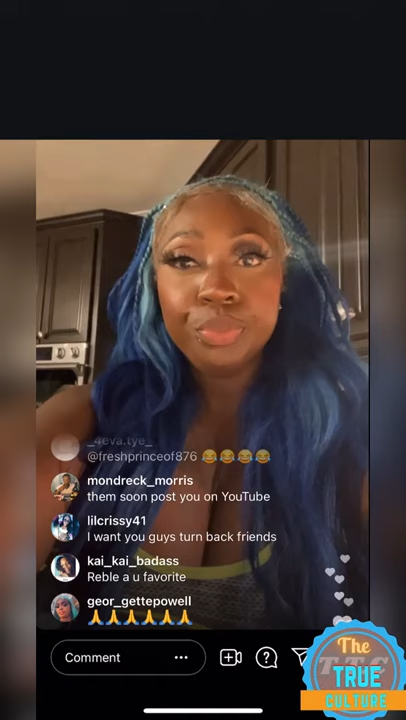 _4eva.tye_
@freshprinceof876 😂😂😂😂
mondreck_morris
them soon post you on YouTube
lilcrissy41
I want you guys turn back friends
kai_kai_badass
Reble a u favorite
geor_gettepowell
🙏🙏🙏🙏🙏🙏
Comment
The
TTC
TRUE
CULTURE